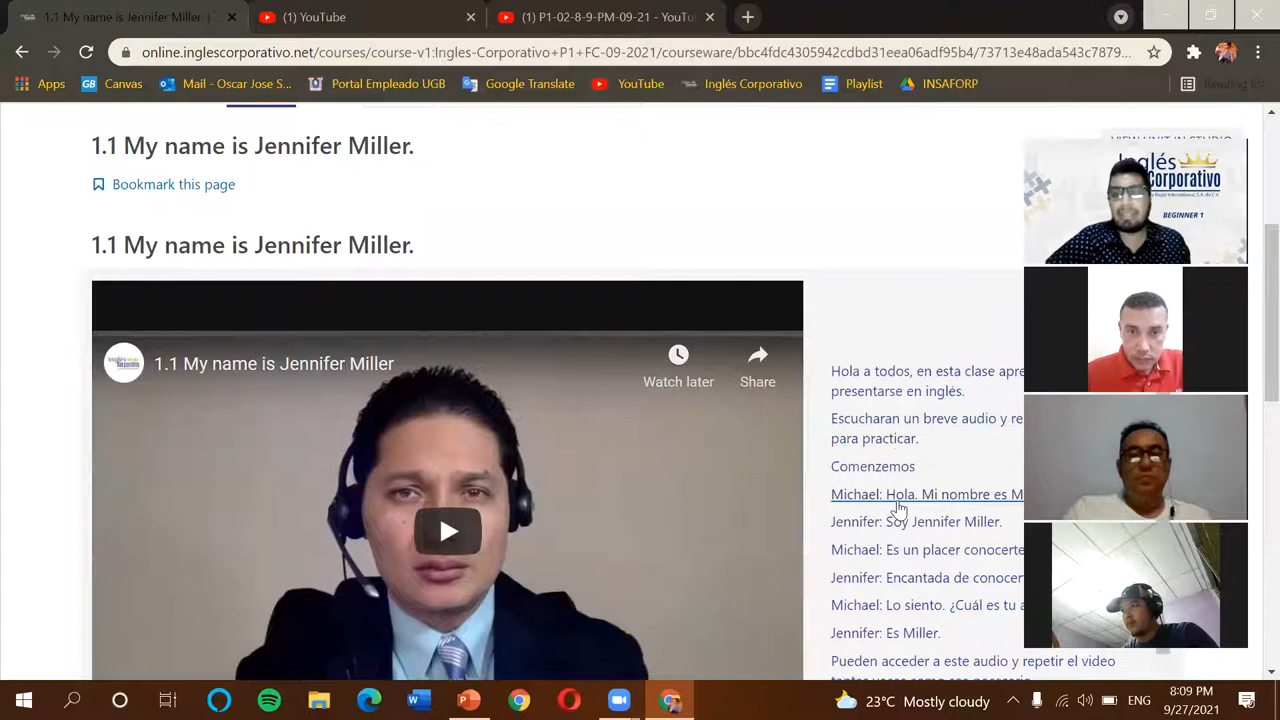 1.1 My name is Jennifer Miller
(1) YouTube
(1) P1-02-8-9-PM-09-21 - YouTu
online.inglescorporativo.net/courses/course-v1:Ingles-Corporativo+P1+FC-09-2021/courseware/bbc4fdc4305942cdbd31eea06adf95b4/73713e48ada543c7879...
Apps
Canvas
Mail - Oscar Jose S...
Portal Empleado UGB
Google Translate
YouTube
Inglés Corporativo
Playlist
INSAFORP
Reading list
1.1 My name is Jennifer Miller.
VIEW UNIT IN STUDIO
Bookmark this page
Inglés
Corporativo
BEGINNER 1
1.1 My name is Jennifer Miller.
1.1 My name is Jennifer Miller
Watch later
Share
Hola a todos, en esta clase apre
presentarse en inglés.
Escucharan un breve audio y re
para practicar.
Comenzemos
Michael: Hola. Mi nombre es M
Jennifer: Soy Jennifer Miller.
Michael: Es un placer conocerte
Jennifer: Encantada de conocer
Michael: Lo siento. ¿Cuál es tu a
Jennifer: Es Miller.
Pueden acceder a este audio y repetir el video
23°C Mostly cloudy
ENG
8:09 PM
9/27/2021